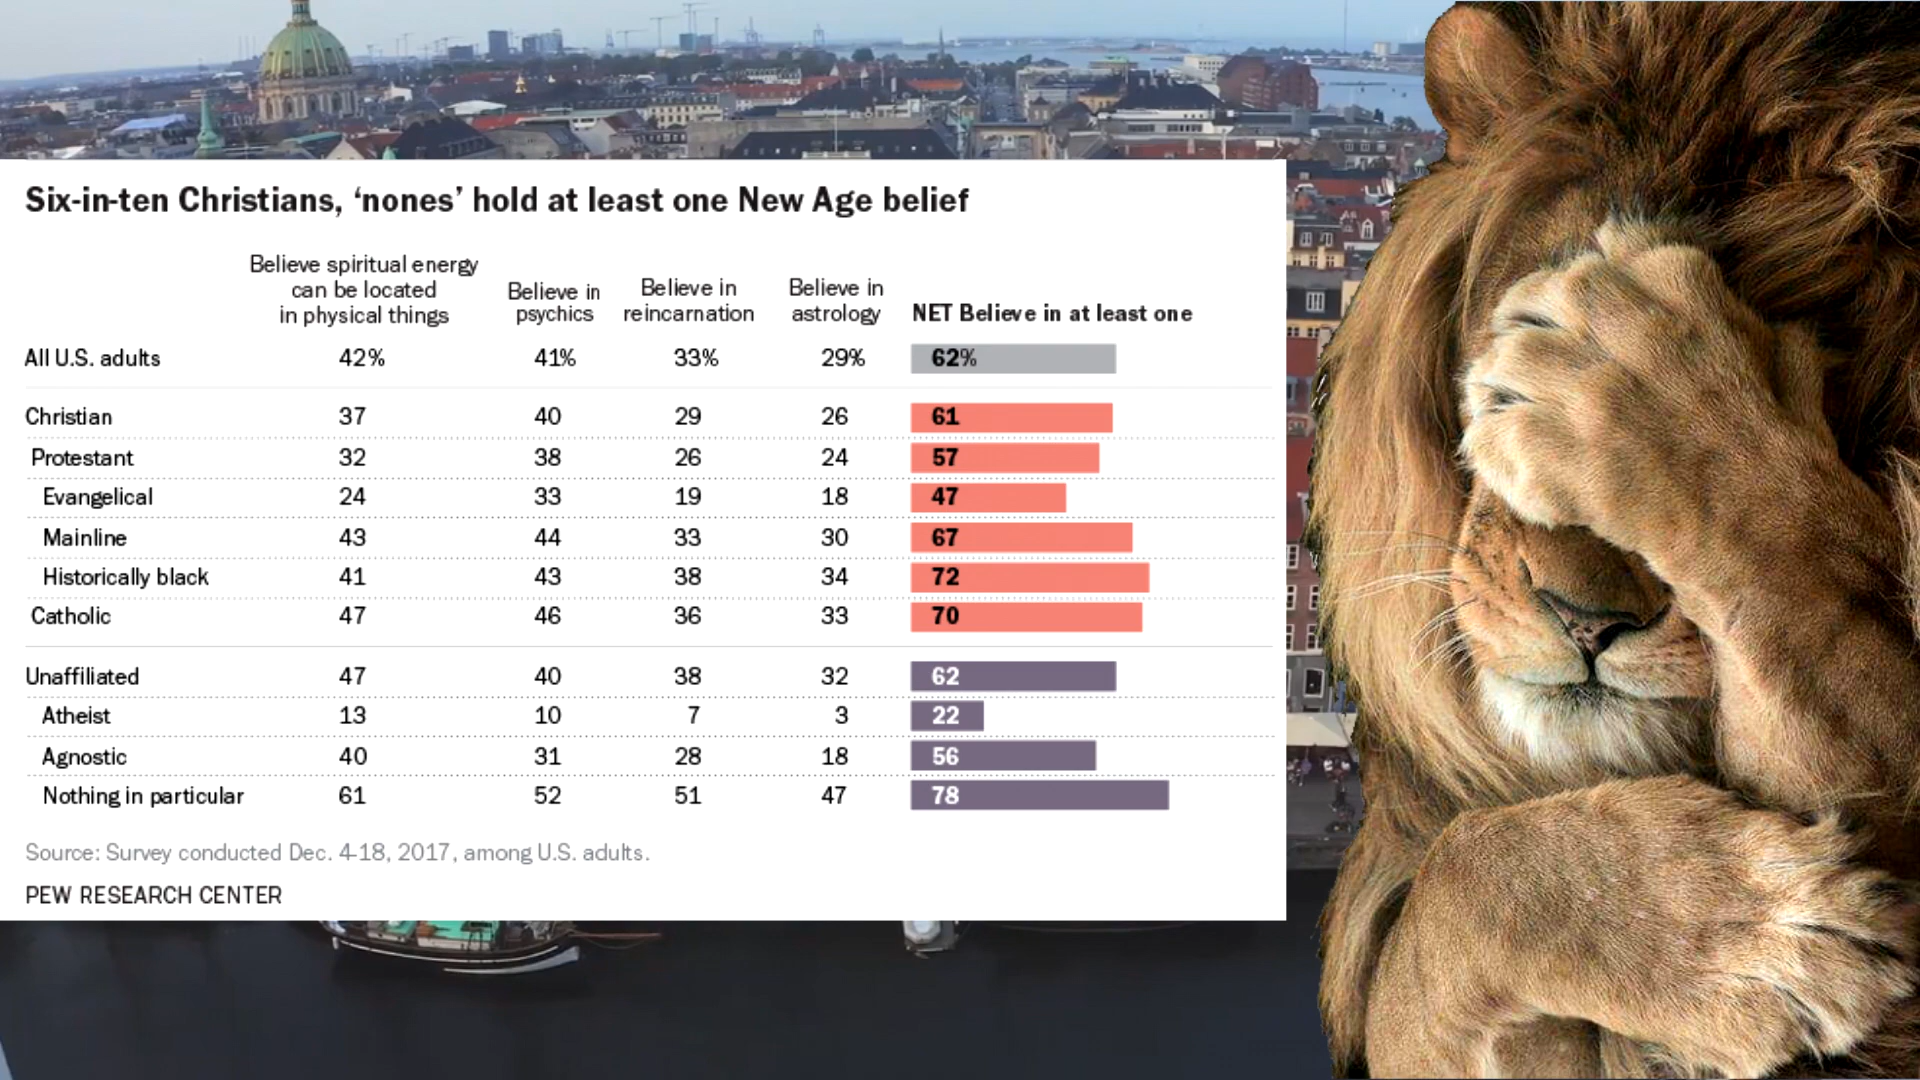 Six-in-ten Christians, ‘nones’ hold at least one New Age belief
Believe spiritual energy
can be located
in physical things
Believe in
psychics
Believe in
reincarnation
Believe in
astrology
NET Believe in at least one
All U.S. adults 42% 41% 33% 29% 62%
Christian 37 40 29 26 61
Protestant 32 38 26 24 57
Evangelical 24 33 19 18 47
Mainline 43 44 33 30 67
Historically black 41 43 38 34 72
Catholic 47 46 36 33 70
Unaffiliated 47 40 38 32 62
Atheist 13 10 7 3 22
Agnostic 40 31 28 18 56
Nothing in particular 61 52 51 47 78
Source: Survey conducted Dec. 4-18, 2017, among U.S. adults.
PEW RESEARCH CENTER